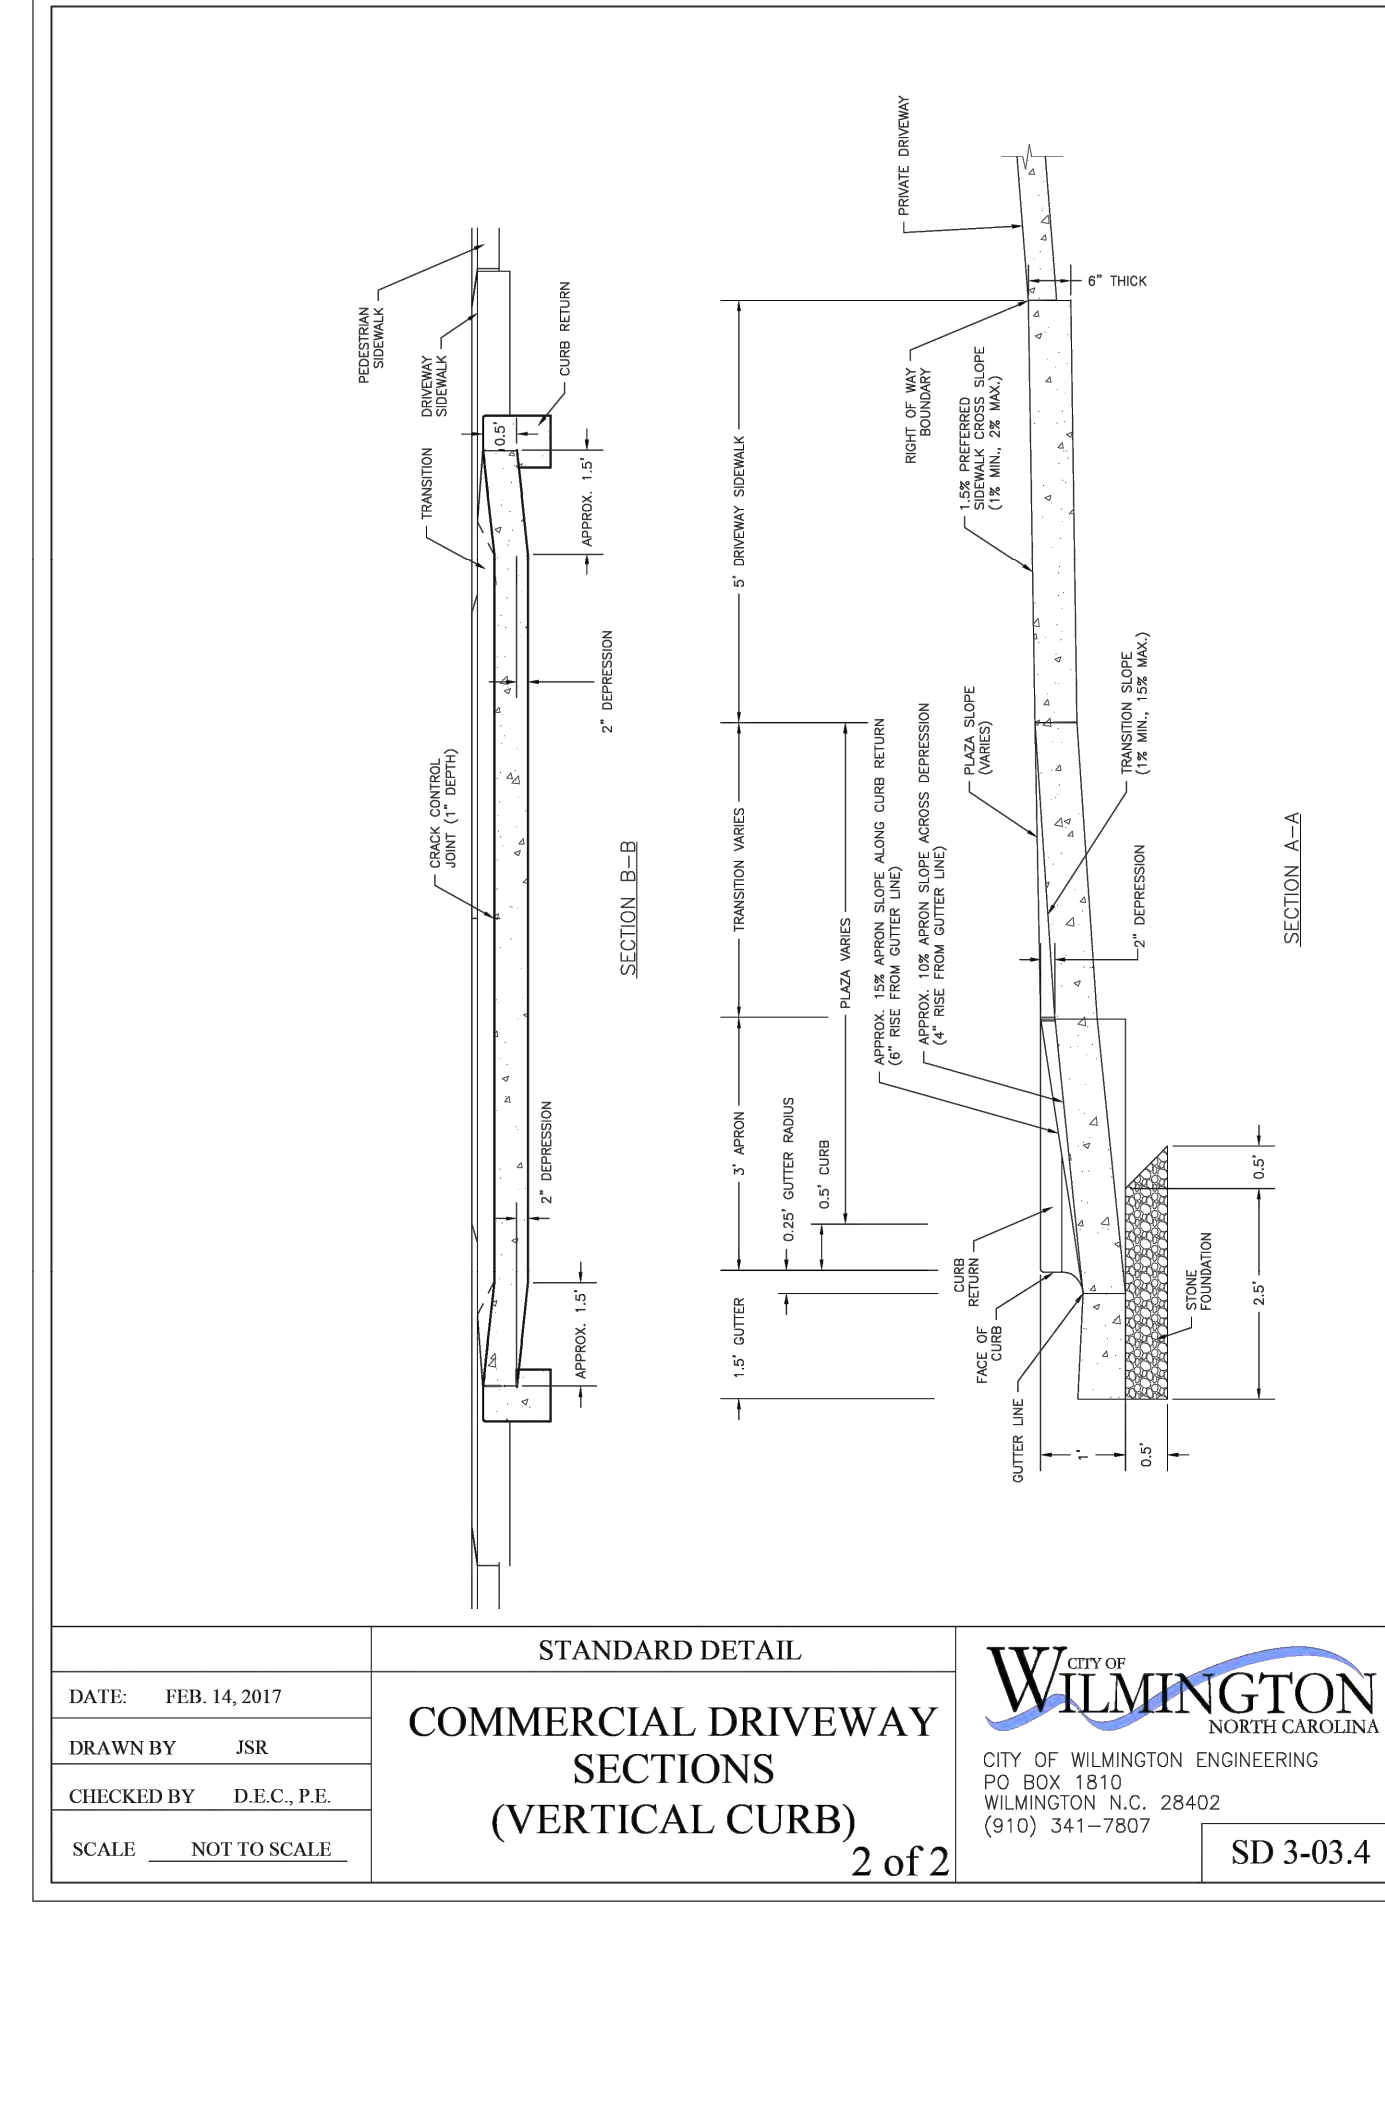 PEDESTRIAN
SIDEWALK
DRIVEWAY
SIDEWALK
TRANSITION
CURB RETURN
0.5'
APPROX. 1.5'
2" DEPRESSION
CRACK CONTROL
JOINT (1" DEPTH)
2" DEPRESSION
APPROX. 1.5'
SECTION B-B
1.5' GUTTER
3' APRON
TRANSITION VARIES
5' DRIVEWAY SIDEWALK
0.25' GUTTER RADIUS
0.5' CURB
PLAZA VARIES
APPROX. 15% APRON SLOPE ALONG CURB RETURN
(6" RISE FROM GUTTER LINE)
APPROX. 10% APRON SLOPE ACROSS DEPRESSION
(4" RISE FROM GUTTER LINE)
PRIVATE DRIVEWAY
RIGHT OF WAY
BOUNDARY
6" THICK
1.5% PREFERRED
SIDEWALK CROSS SLOPE
(1% MIN., 2% MAX.)
PLAZA SLOPE
(VARIES)
TRANSITION SLOPE
(1% MIN., 15% MAX.)
2" DEPRESSION
CURB
RETURN
FACE OF
CURB
GUTTER LINE
STONE
FOUNDATION
1'
0.5'
2.5'
0.5'
SECTION A-A
STANDARD DETAIL
DATE: FEB. 14, 2017
DRAWN BY JSR
CHECKED BY D.E.C., P.E.
SCALE NOT TO SCALE
COMMERCIAL DRIVEWAY
SECTIONS
(VERTICAL CURB)
2 of 2
CITY OF
WILMINGTON
NORTH CAROLINA
CITY OF WILMINGTON ENGINEERING
PO BOX 1810
WILMINGTON N.C. 28402
(910) 341-7807
SD 3-03.4